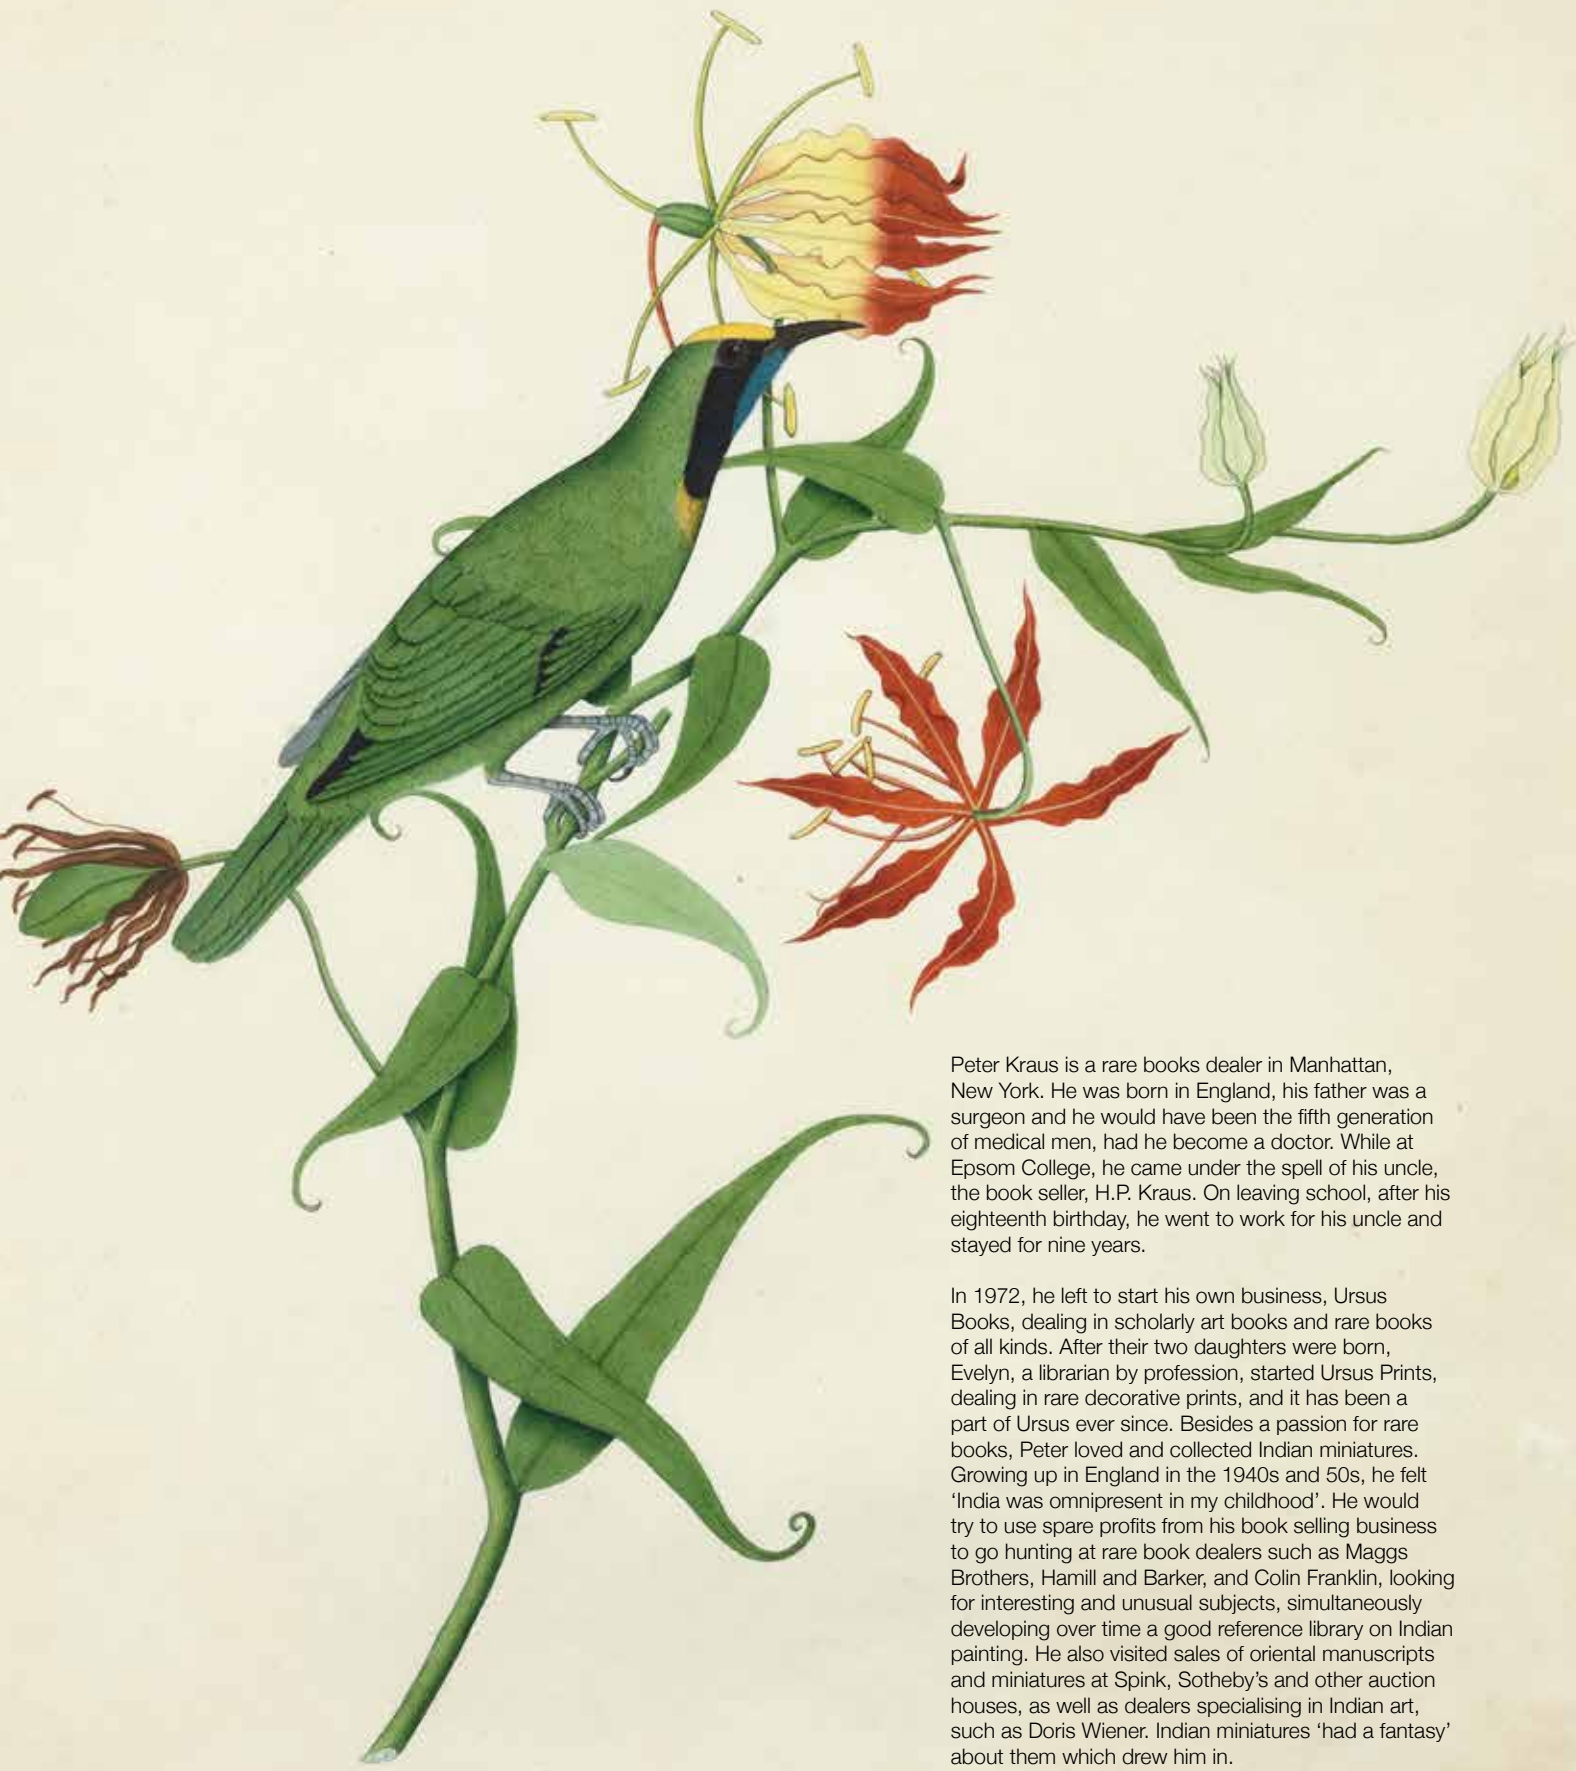 Peter Kraus is a rare books dealer in Manhattan,
New York. He was born in England, his father was a
surgeon and he would have been the fifth generation
of medical men, had he become a doctor. While at
Epsom College, he came under the spell of his uncle,
the book seller, H.P. Kraus. On leaving school, after his
eighteenth birthday, he went to work for his uncle and
stayed for nine years.

In 1972, he left to start his own business, Ursus
Books, dealing in scholarly art books and rare books
of all kinds. After their two daughters were born,
Evelyn, a librarian by profession, started Ursus Prints,
dealing in rare decorative prints, and it has been a
part of Ursus ever since. Besides a passion for rare
books, Peter loved and collected Indian miniatures.
Growing up in England in the 1940s and 50s, he felt
‘India was omnipresent in my childhood’. He would
try to use spare profits from his book selling business
to go hunting at rare book dealers such as Maggs
Brothers, Hamill and Barker, and Colin Franklin, looking
for interesting and unusual subjects, simultaneously
developing over time a good reference library on Indian
painting. He also visited sales of oriental manuscripts
and miniatures at Spink, Sotheby’s and other auction
houses, as well as dealers specialising in Indian art,
such as Doris Wiener. Indian miniatures ‘had a fantasy’
about them which drew him in.